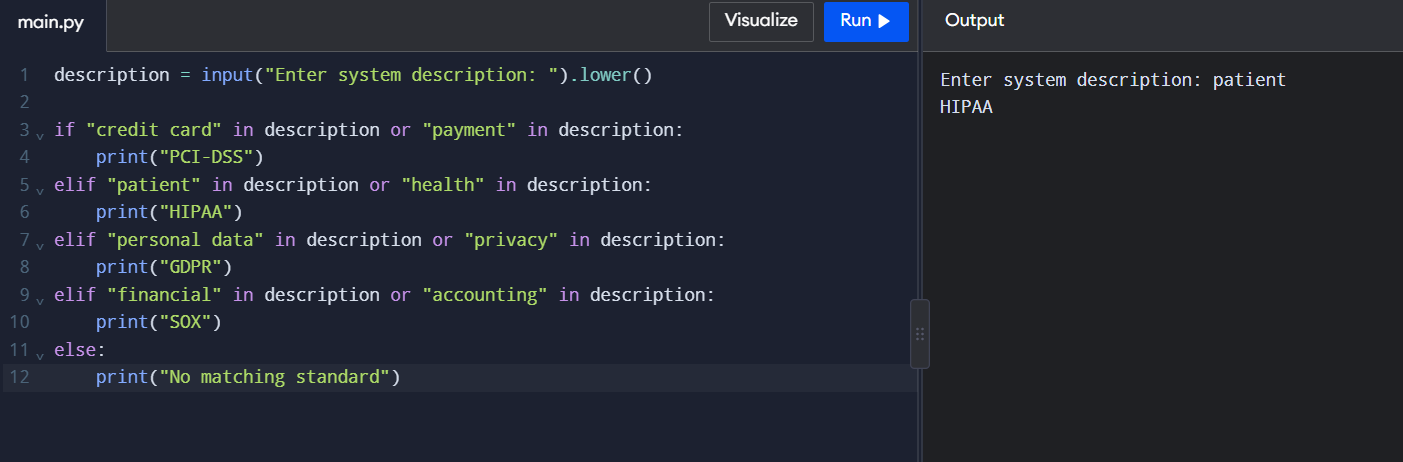 main.py
Visualize
Run
Output
1 description = input("Enter system description: ").lower()
2
3 if "credit card" in description or "payment" in description:
4     print("PCI-DSS")
5 elif "patient" in description or "health" in description:
6     print("HIPAA")
7 elif "personal data" in description or "privacy" in description:
8     print("GDPR")
9 elif "financial" in description or "accounting" in description:
10     print("SOX")
11 else:
12     print("No matching standard")
Enter system description: patient
HIPAA